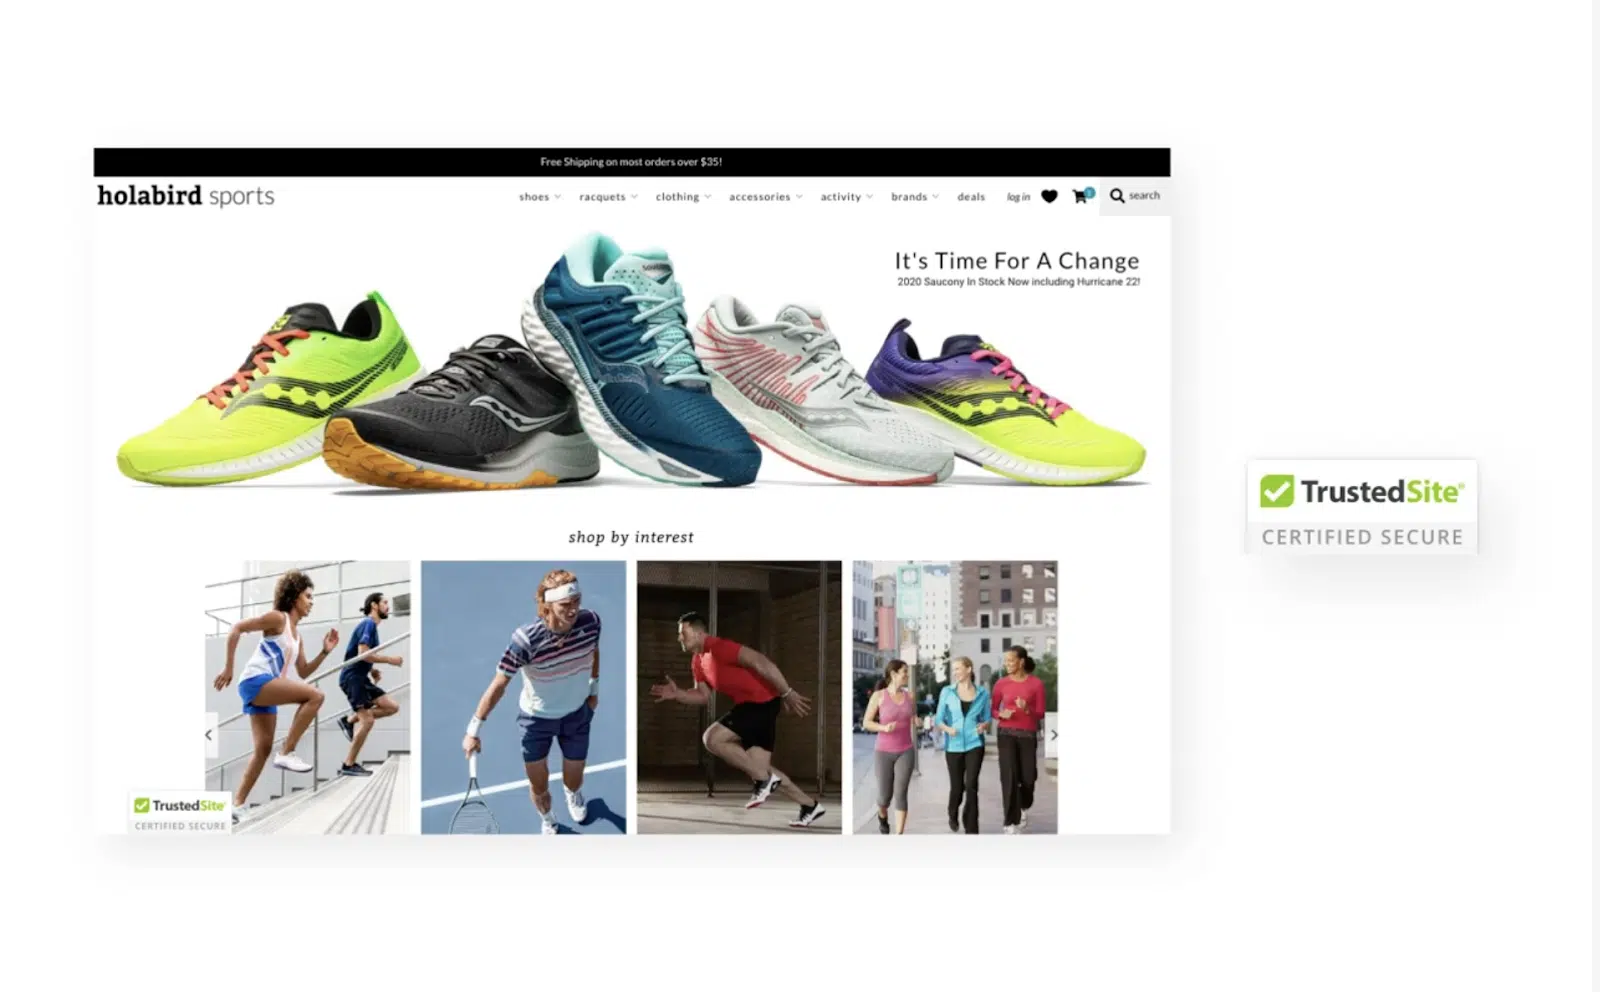 Free Shipping on most orders over $35!
holabird sports
shoes
racquets
clothing
accessories
activity
brands
deals
log in
search
It's Time For A Change
2020 Saucony In Stock Now including Hurricane 22!
shop by interest
TrustedSite
CERTIFIED SECURE
TrustedSite®
CERTIFIED SECURE